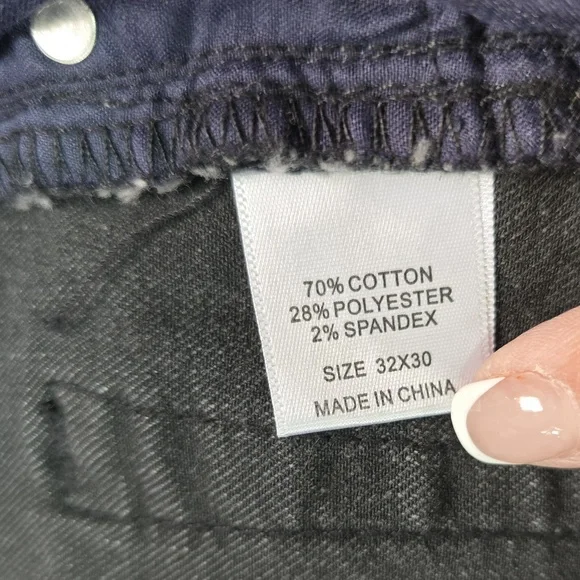 70% COTTON
28% POLYESTER
2% SPANDEX
SIZE 32X30
MADE IN CHINA